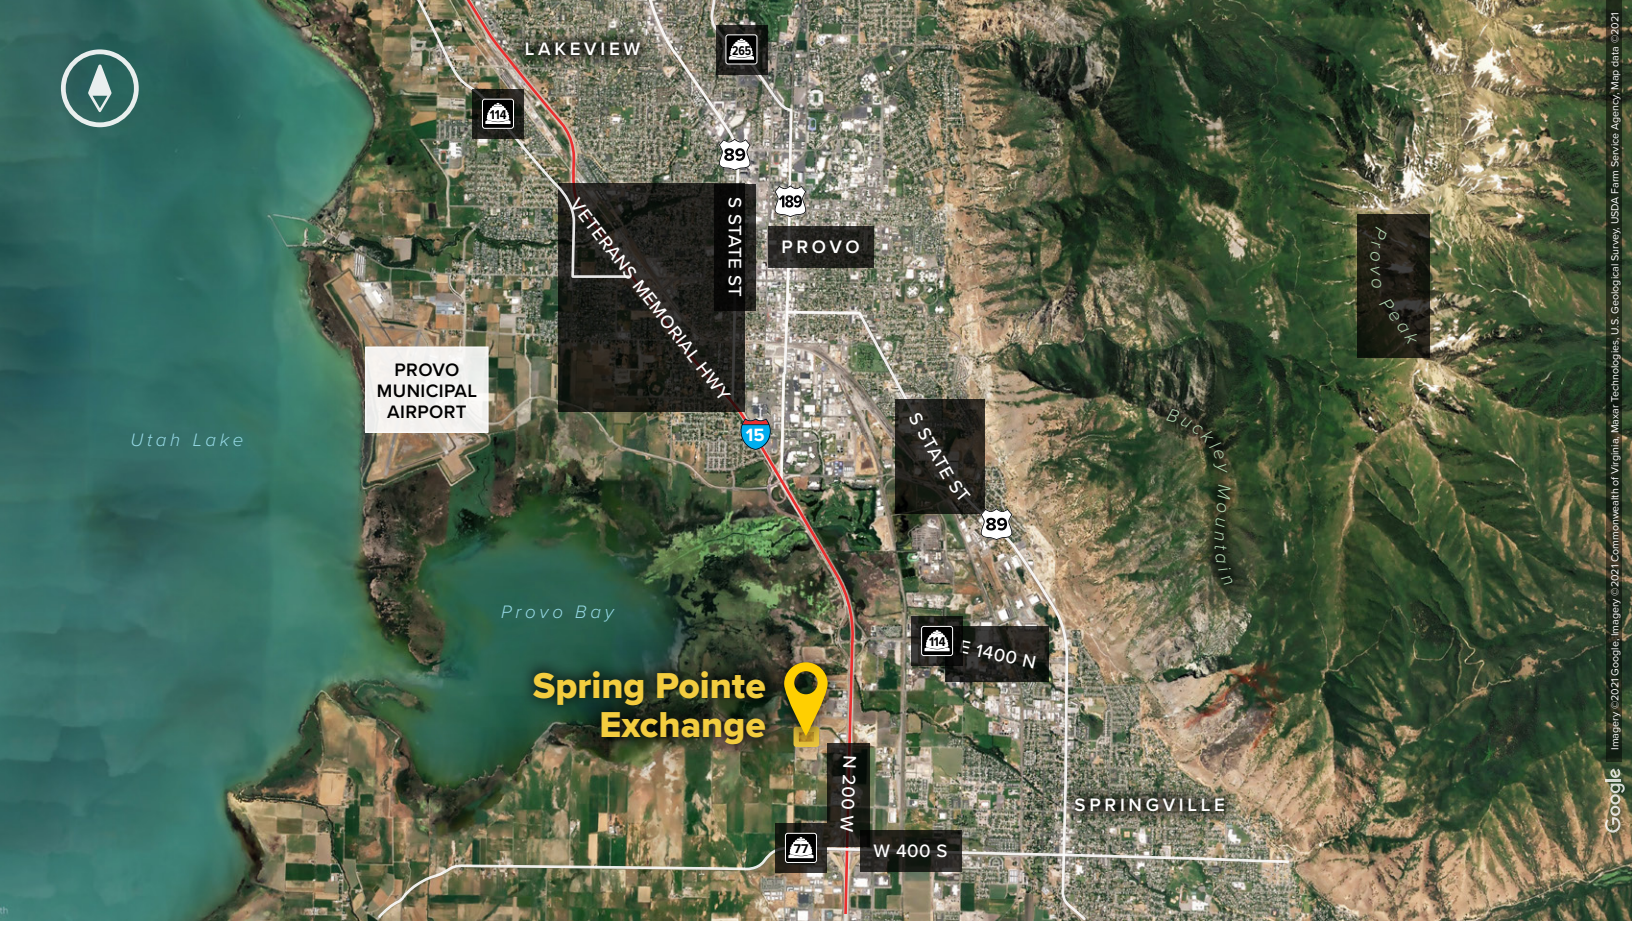 LAKEVIEW
265
114
89
189
VETERANS MEMORIAL HWY
S STATE ST
PROVO
Provo Peak
PROVO
MUNICIPAL
AIRPORT
Utah Lake
15
S STATE ST
Buckley Mountain
89
Provo Bay
114
E 1400 N
Spring Pointe
Exchange
N 200 W
SPRINGVILLE
77
W 400 S
Imagery ©2021 Google, Imagery ©2021 Commonwealth of Virginia, Maxar Technologies, U.S. Geological Survey, USDA Farm Service Agency, Map data ©2021
Google